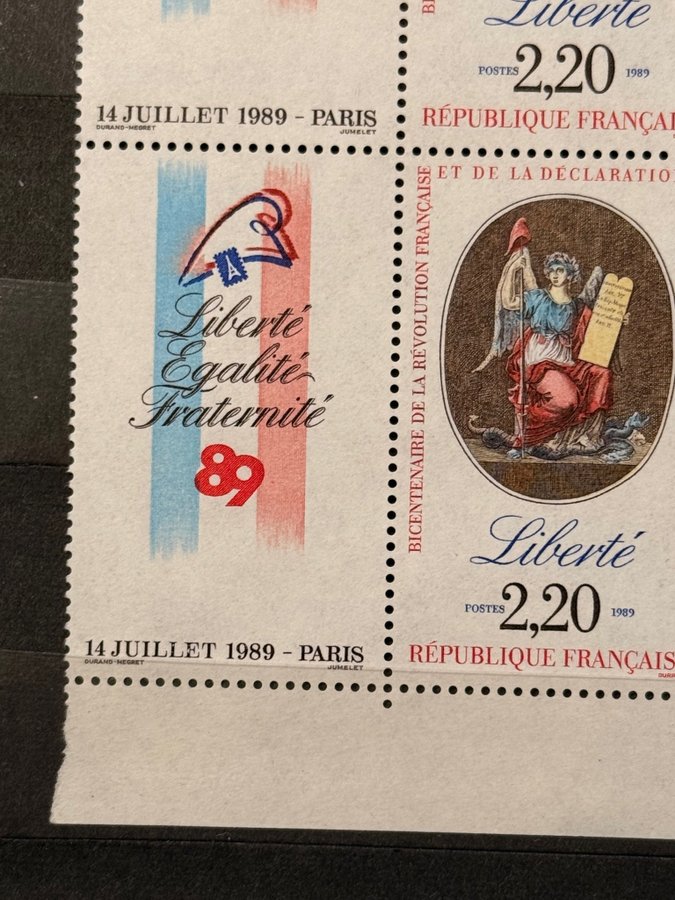 Liberté
POSTES 2,20 1989
14 JUILLET 1989 - PARIS
DURAND-MEGRET JUMELET
RÉPUBLIQUE FRANÇAI
A
Liberté
Egalité
Fraternité
89
14 JUILLET 1989 - PARIS
DURAND-MEGRET JUMELET
BICENTENAIRE DE LA RÉVOLUTION FRANÇAISE
ET DE LA DÉCLARATIO
Liberté
POSTES 2,20 1989
RÉPUBLIQUE FRANÇAIS